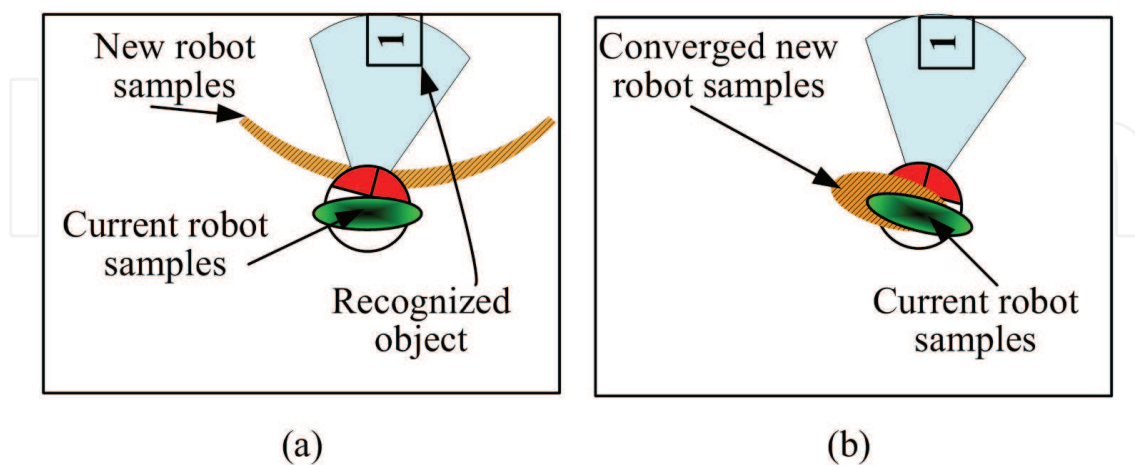 New robot
samples
1
Current robot
samples
Recognized
object
(a)
Converged new
robot samples
1
Current robot
samples
(b)